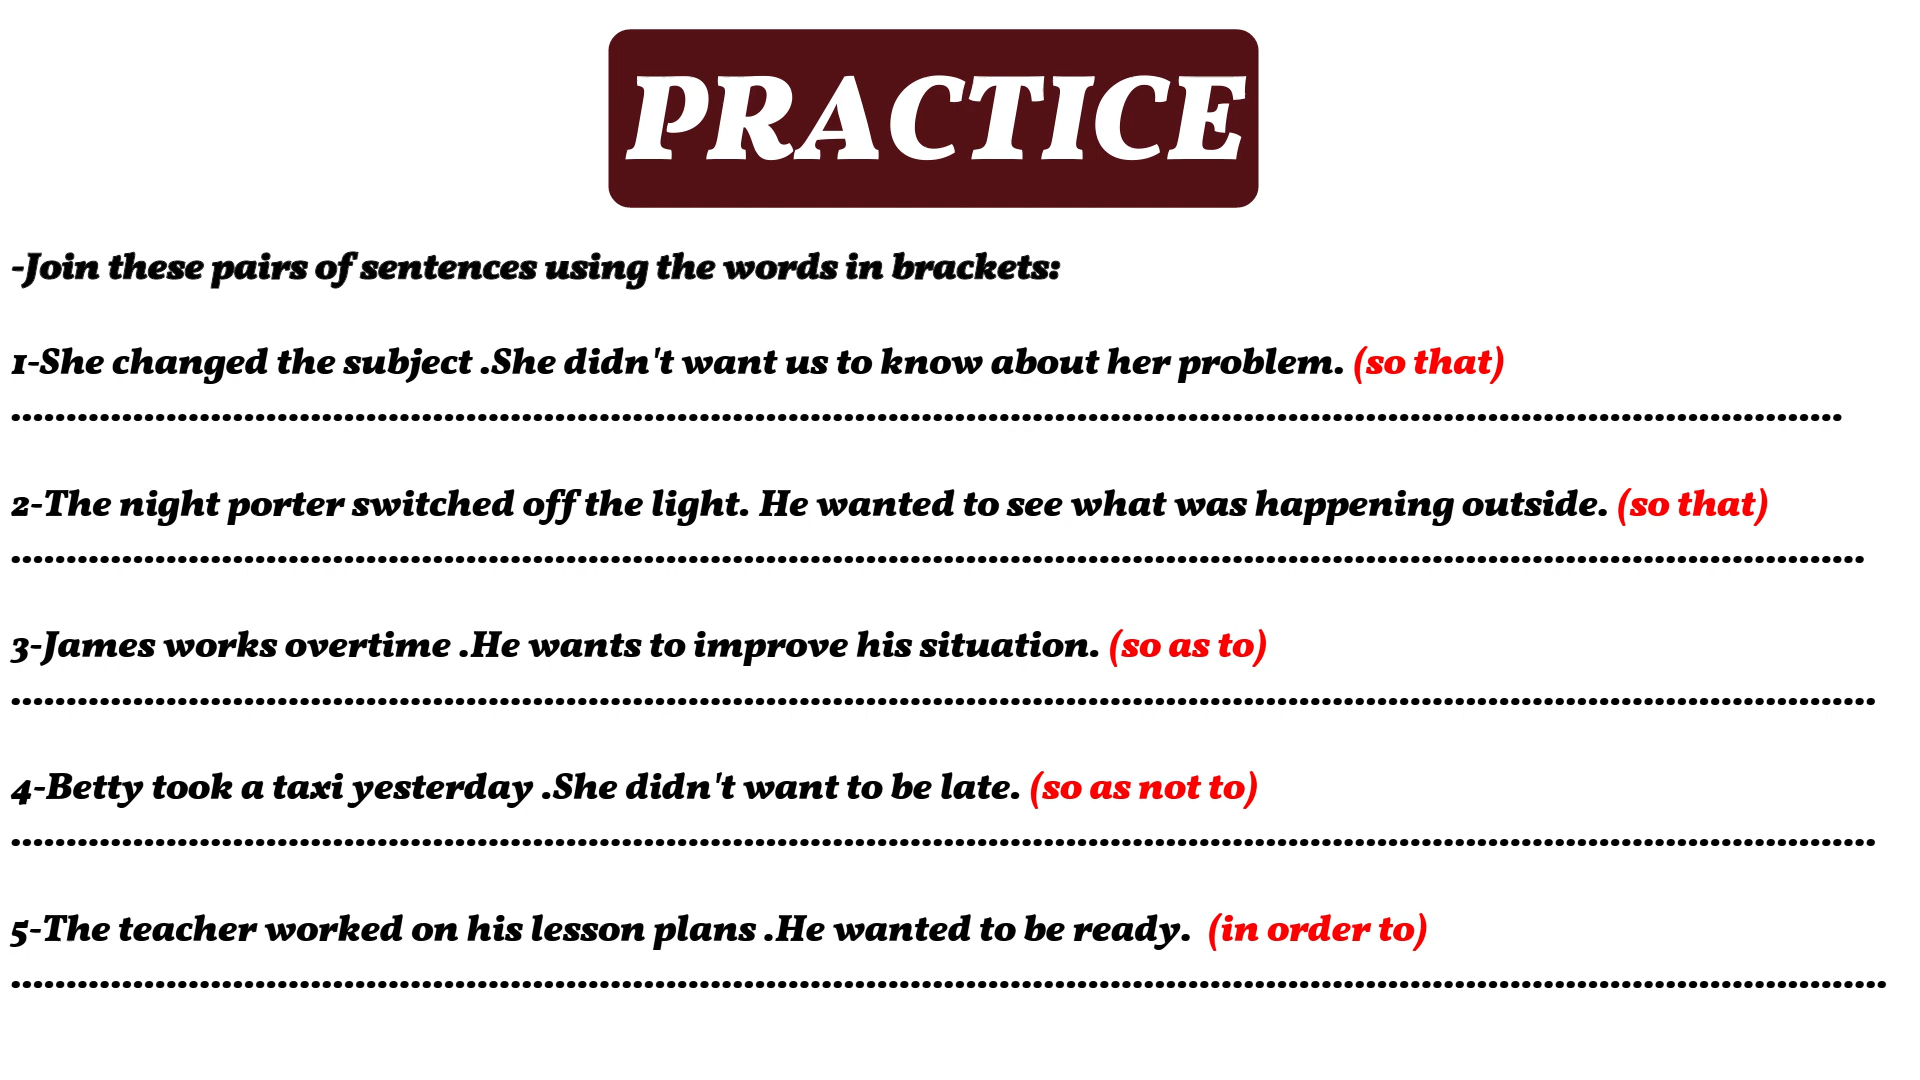 PRACTICE
-Join these pairs of sentences using the words in brackets:
1-She changed the subject .She didn't want us to know about her problem. (so that)
................................................................................................................................................................
2-The night porter switched off the light. He wanted to see what was happening outside. (so that)
................................................................................................................................................................
3-James works overtime .He wants to improve his situation. (so as to)
................................................................................................................................................................
4-Betty took a taxi yesterday .She didn't want to be late. (so as not to)
................................................................................................................................................................
5-The teacher worked on his lesson plans .He wanted to be ready.  (in order to)
................................................................................................................................................................